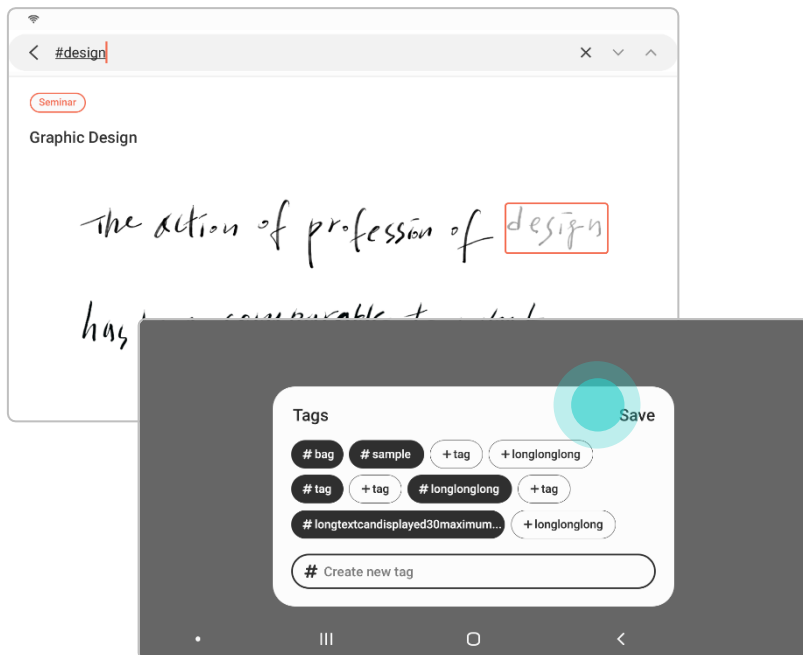 #design
Seminar
Graphic Design
The action of profession of design
has
Tags
Save
# bag # sample + tag + longlonglong
# tag + tag # longlonglong + tag
# longtextcandisplayed30maximum... + longlonglong
# Create new tag